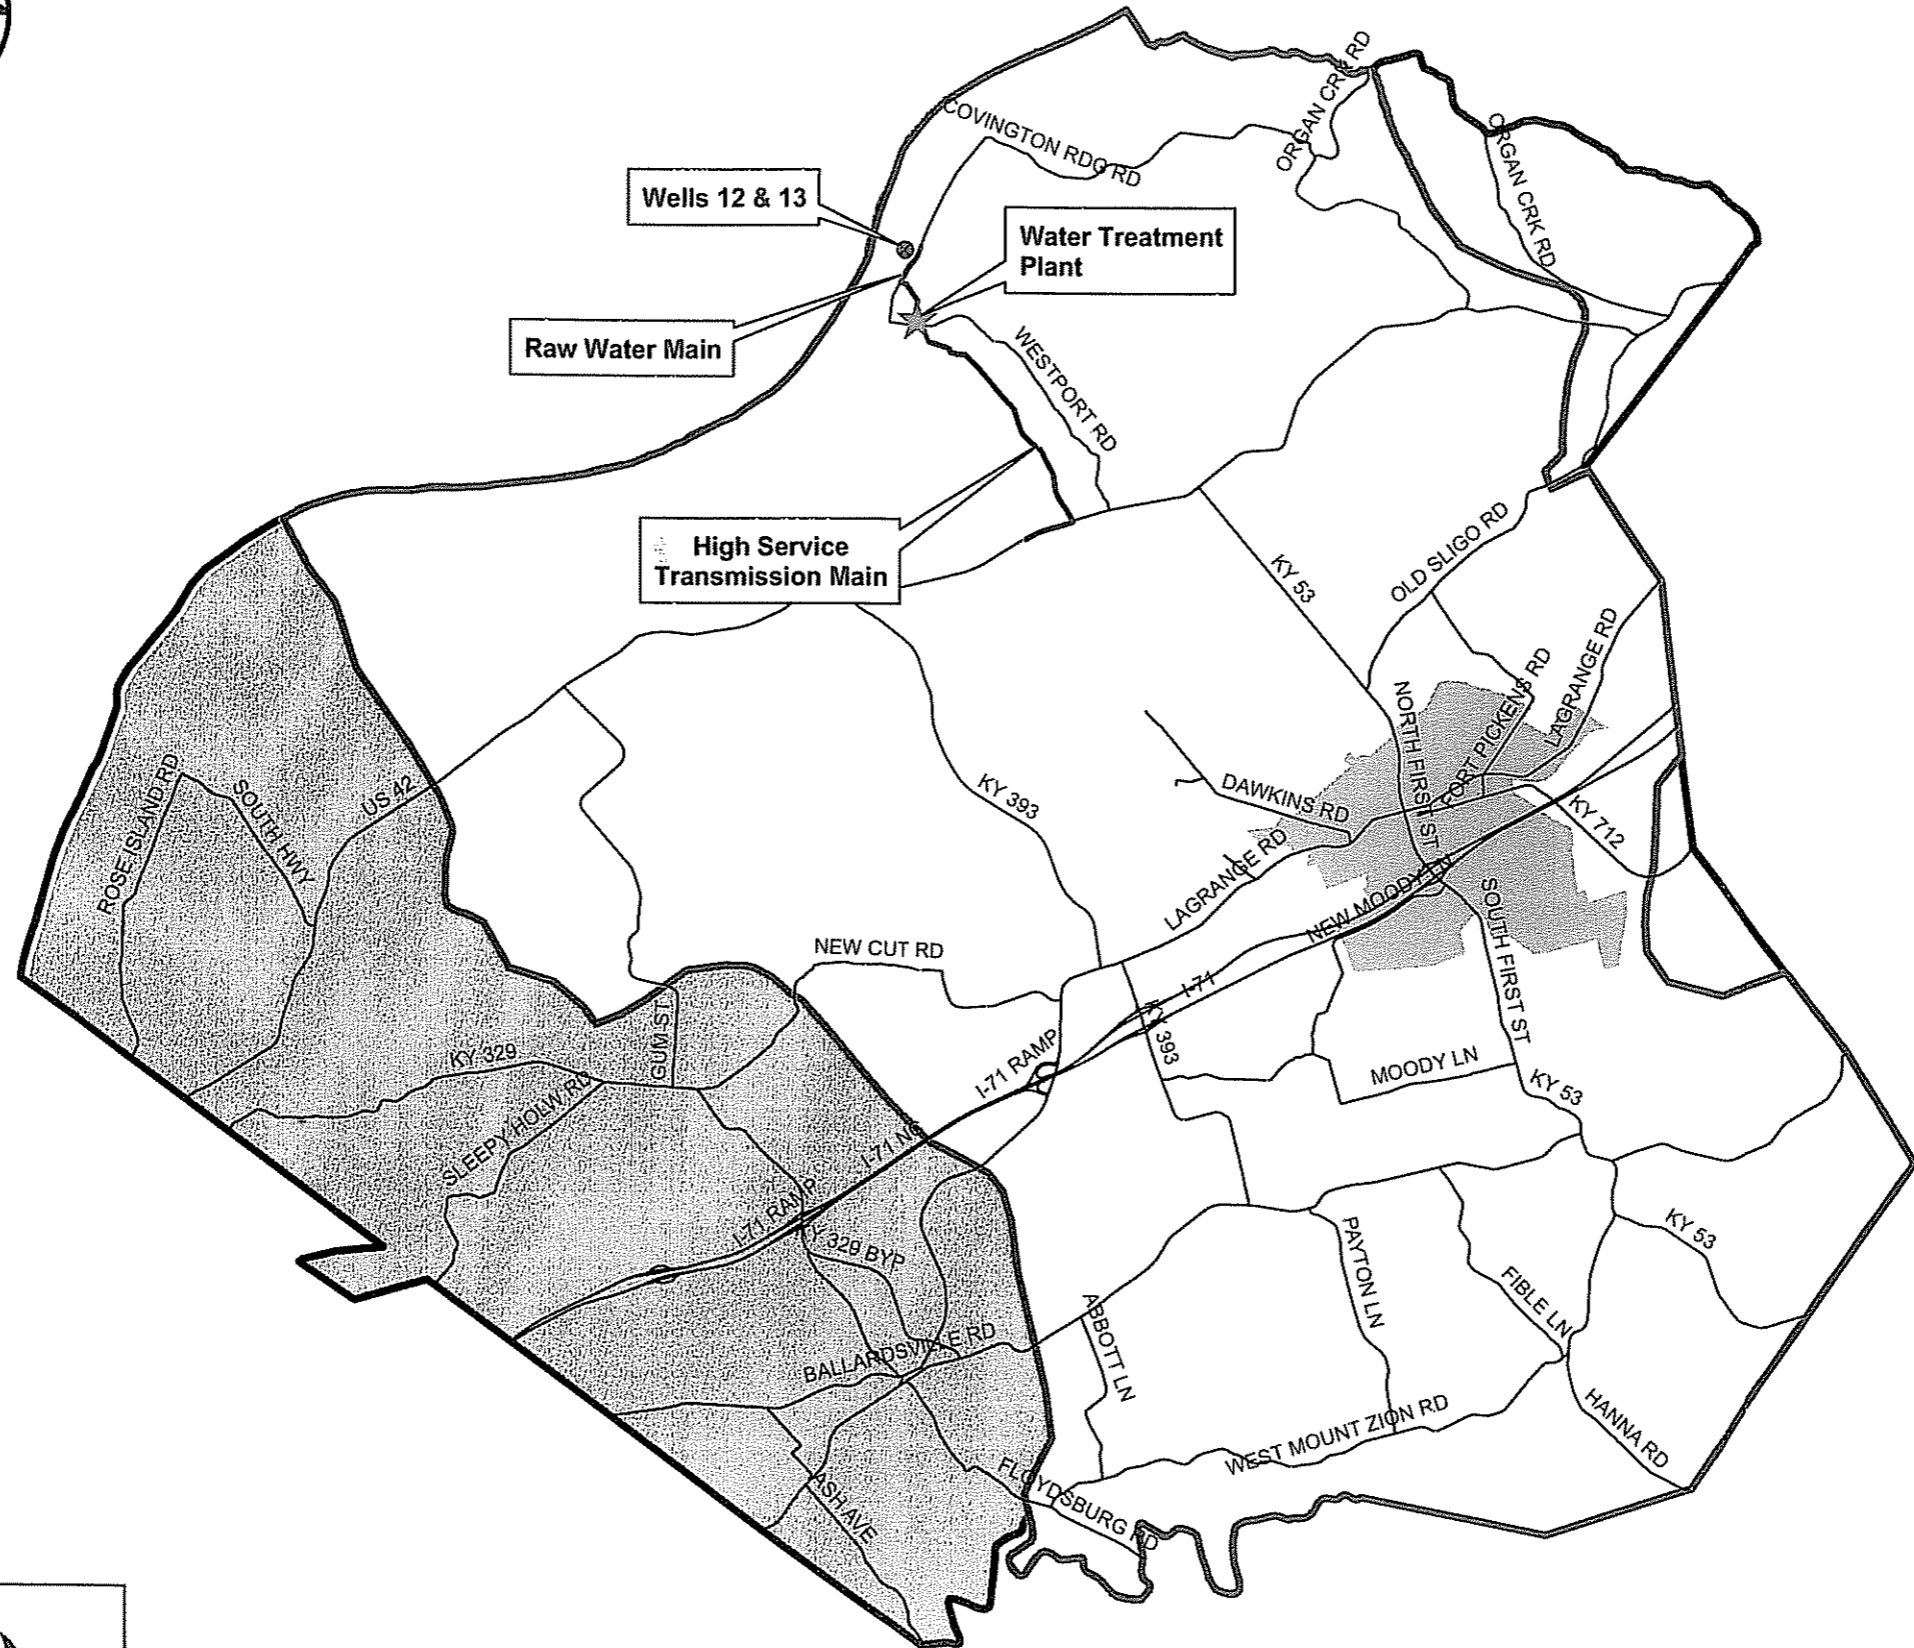 ORGAN CRK RD
COVINGTON RDG RD
ORGAN CRK RD
Wells 12 & 13
Water Treatment
Plant
Raw Water Main
WESTPORT RD
High Service
Transmission Main
KY 53
OLD SLIGO RD
LAGRANGE RD
FORT PICKENS RD
NORTH FIRST ST
ROSE ISLAND RD
SOUTH HWY
US 42
KY 393
DAWKINS RD
KY 712
LAGRANGE RD
NEW MOODY LN
SOUTH FIRST ST
NEW CUT RD
I-71
KY 393
I-71 RAMP
GUM ST
KY 329
MOODY LN
KY 53
SLEEPY HOLW RD
I-71 NC
I-71 RAMP
KY 329 BYP
PAYTON LN
KY 53
FIBLE LN
ABBOTT LN
BALLARDSVILLE RD
HANNA RD
WEST MOUNT ZION RD
FLOYDSBURG RD
ASH AVE